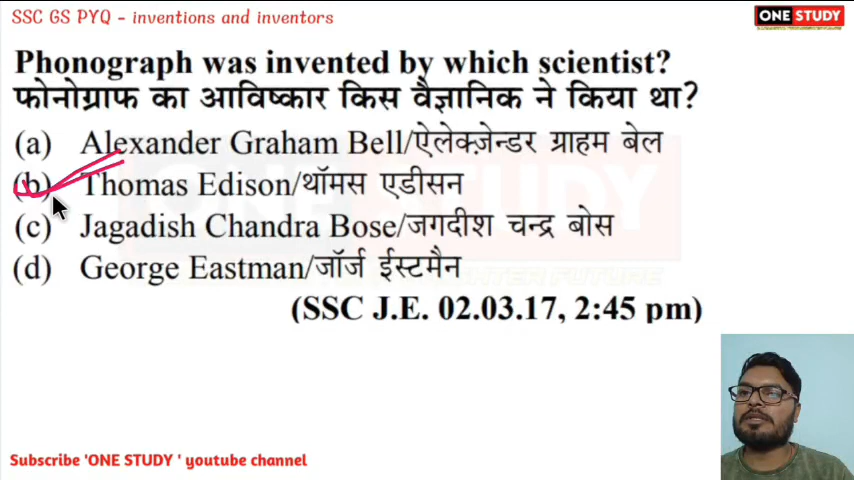 SSC GS PYQ - inventions and inventors
ONE STUDY
Phonograph was invented by which scientist?
फोनोग्राफ का आविष्कार किस वैज्ञानिक ने किया था?
(a) Alexander Graham Bell/ऐलेक्ज़ेन्डर ग्राहम बेल
(b) Thomas Edison/थॉमस एडीसन
(c) Jagadish Chandra Bose/जगदीश चन्द्र बोस
(d) George Eastman/जॉर्ज ईस्टमैन
(SSC J.E. 02.03.17, 2:45 pm)
Subscribe 'ONE STUDY ' youtube channel